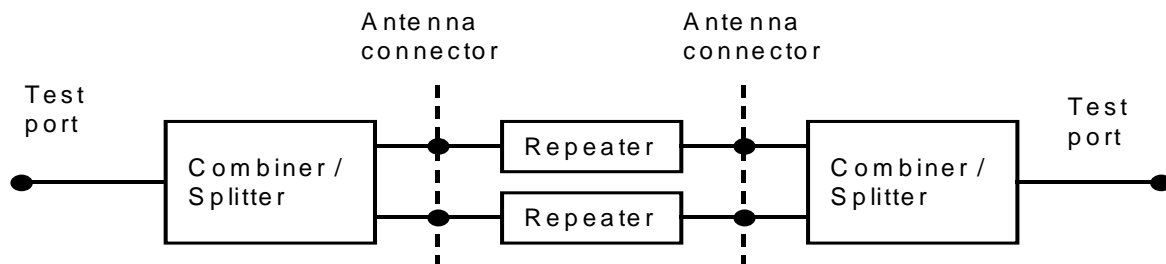 Antenna
connector
Antenna
connector
Test
port
Test
port
Combiner /
Splitter
Repeater
Repeater
Combiner /
Splitter